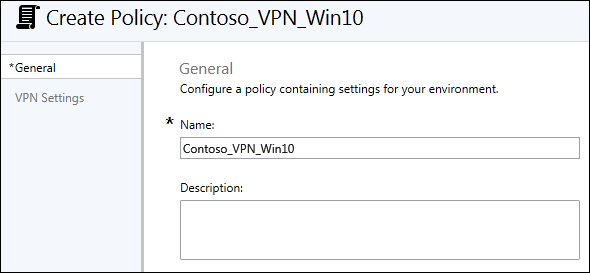 Create Policy: Contoso_VPN_Win10
*General
VPN Settings
General
Configure a policy containing settings for your environment.
* Name:
Contoso_VPN_Win10
Description: